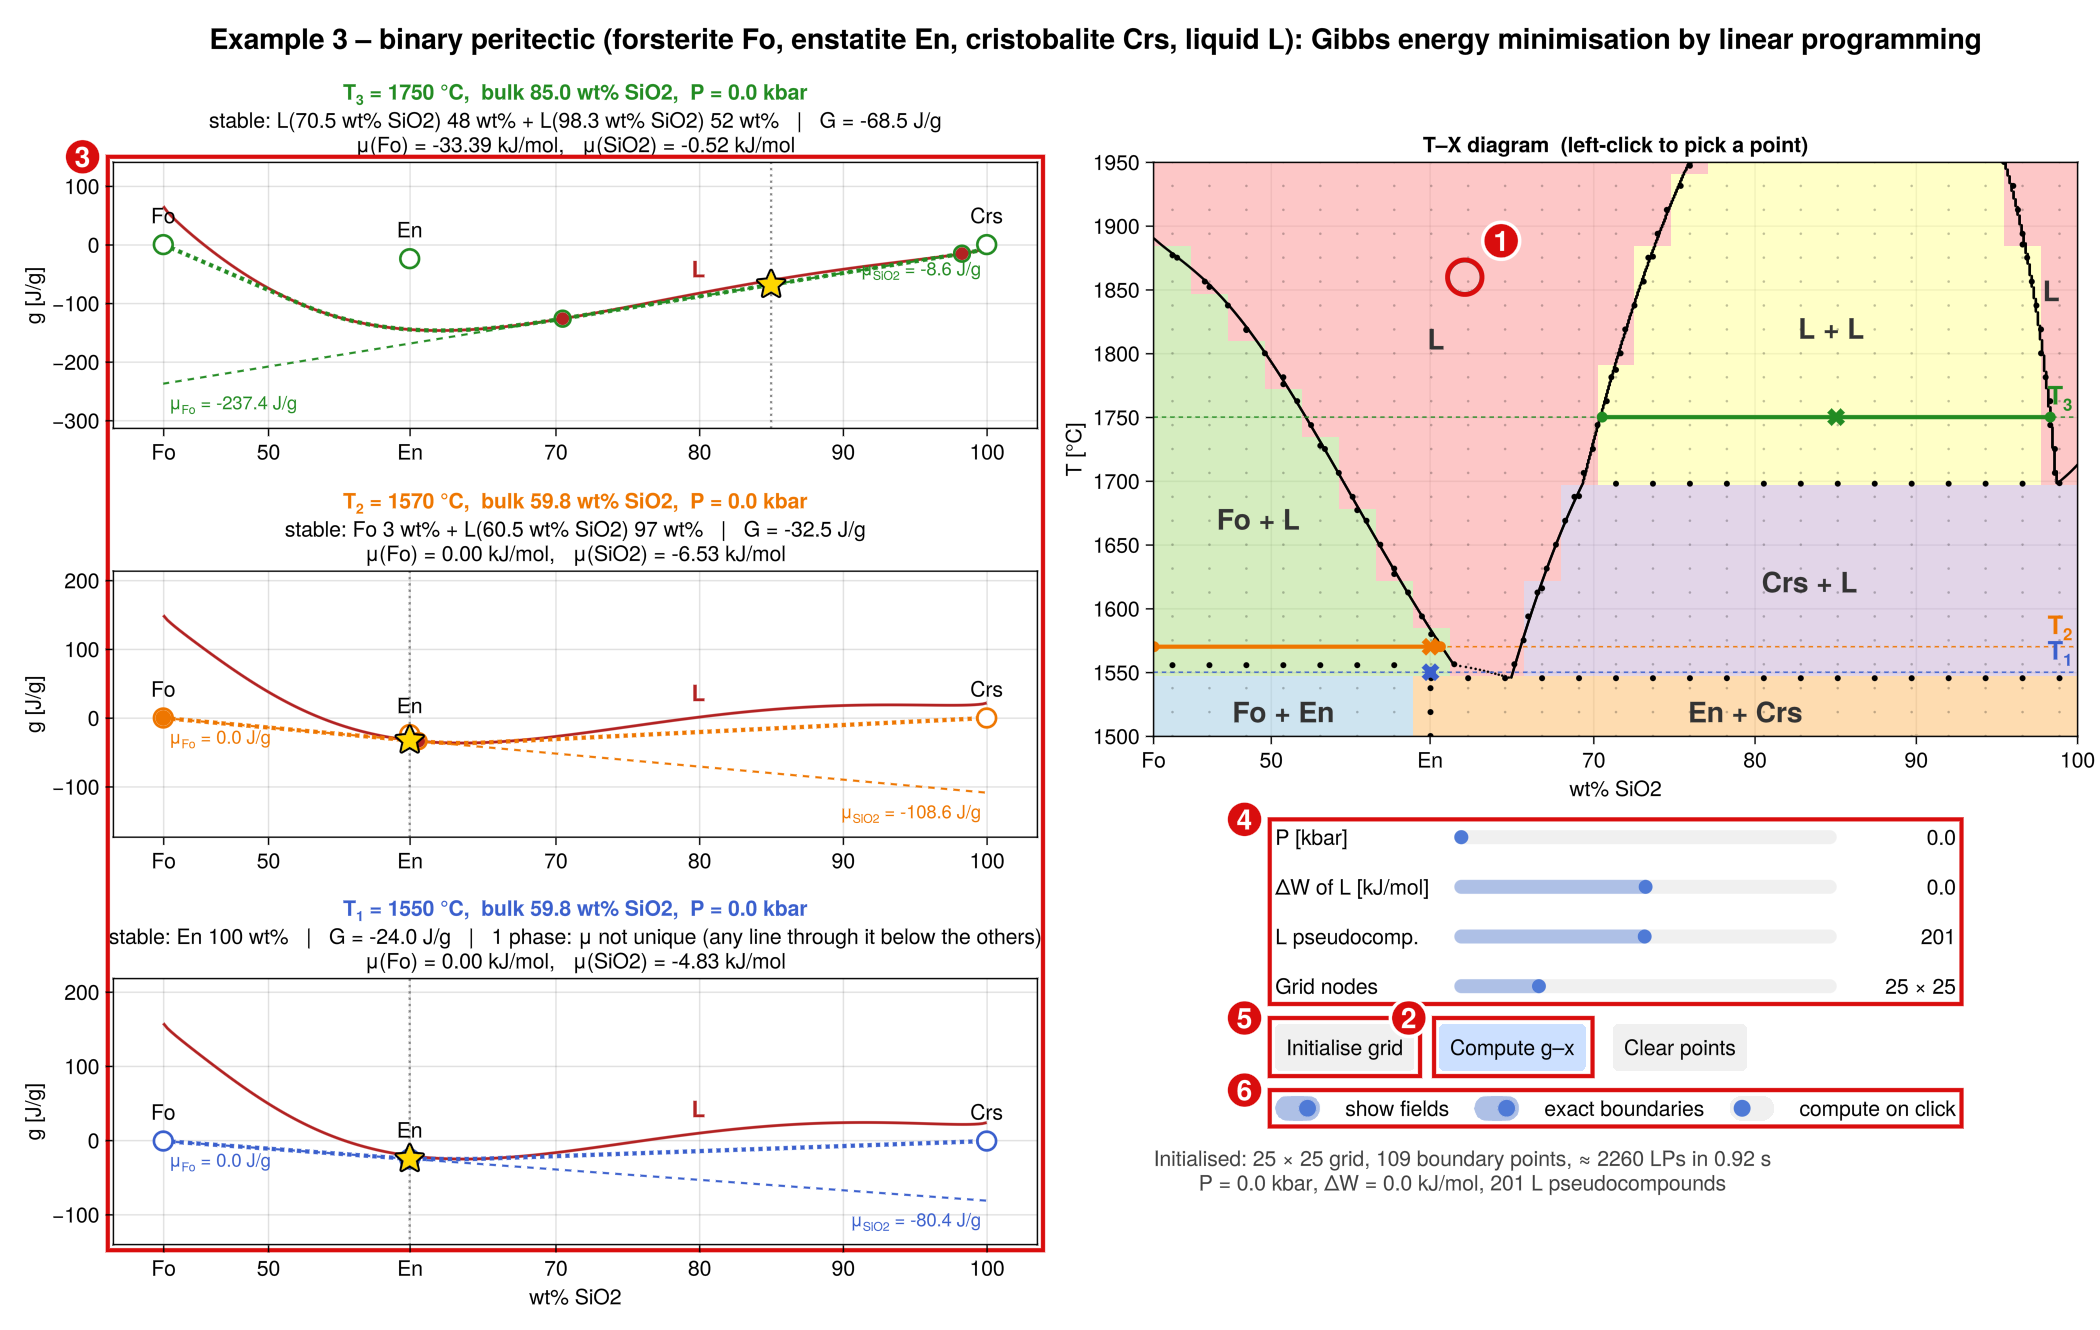 Example 3 – binary peritectic (forsterite Fo, enstatite En, cristobalite Crs, liquid L): Gibbs energy minimisation by linear programming
T3 = 1750 °C, bulk 85.0 wt% SiO2, P = 0.0 kbar
stable: L(70.5 wt% SiO2) 48 wt% + L(98.3 wt% SiO2) 52 wt% | G = -68.5 J/g
µ(Fo) = -33.39 kJ/mol, µ(SiO2) = -0.52 kJ/mol
3
g [J/g]
100
0
−100
−200
−300
Fo
En
Crs
L
µSiO2 = -8.6 J/g
µFo = -237.4 J/g
Fo 50 En 70 80 90 100
T2 = 1570 °C, bulk 59.8 wt% SiO2, P = 0.0 kbar
stable: Fo 3 wt% + L(60.5 wt% SiO2) 97 wt% | G = -32.5 J/g
µ(Fo) = 0.00 kJ/mol, µ(SiO2) = -6.53 kJ/mol
g [J/g]
200
100
0
−100
Fo
En
Crs
L
µFo = 0.0 J/g
µSiO2 = -108.6 J/g
Fo 50 En 70 80 90 100
T1 = 1550 °C, bulk 59.8 wt% SiO2, P = 0.0 kbar
stable: En 100 wt% | G = -24.0 J/g | 1 phase: µ not unique (any line through it below the others)
µ(Fo) = 0.00 kJ/mol, µ(SiO2) = -4.83 kJ/mol
g [J/g]
200
100
0
−100
Fo
En
Crs
L
µFo = 0.0 J/g
µSiO2 = -80.4 J/g
Fo 50 En 70 80 90 100
wt% SiO2
T–X diagram (left-click to pick a point)
T [°C]
1950
1900
1850
1800
1750
1700
1650
1600
1550
1500
1
L
L + L
L
T3
Fo + L
Crs + L
T2
T1
Fo + En
En + Crs
Fo 50 En 70 80 90 100
wt% SiO2
4
P [kbar] 0.0
ΔW of L [kJ/mol] 0.0
L pseudocomp. 201
Grid nodes 25 × 25
5
2
Initialise grid
Compute g–x
Clear points
6
show fields
exact boundaries
compute on click
Initialised: 25 × 25 grid, 109 boundary points, ≈ 2260 LPs in 0.92 s
P = 0.0 kbar, ΔW = 0.0 kJ/mol, 201 L pseudocompounds